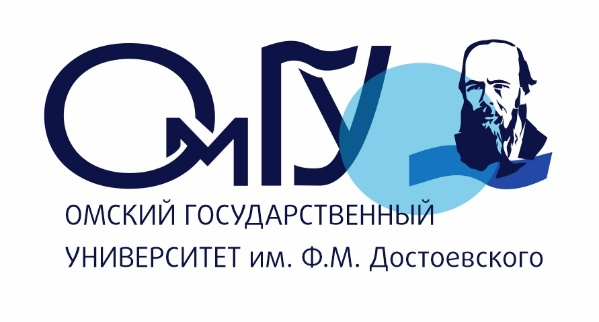 ОмГУ
ОМСКИЙ ГОСУДАРСТВЕННЫЙ
УНИВЕРСИТЕТ им. Ф.М. Достоевского